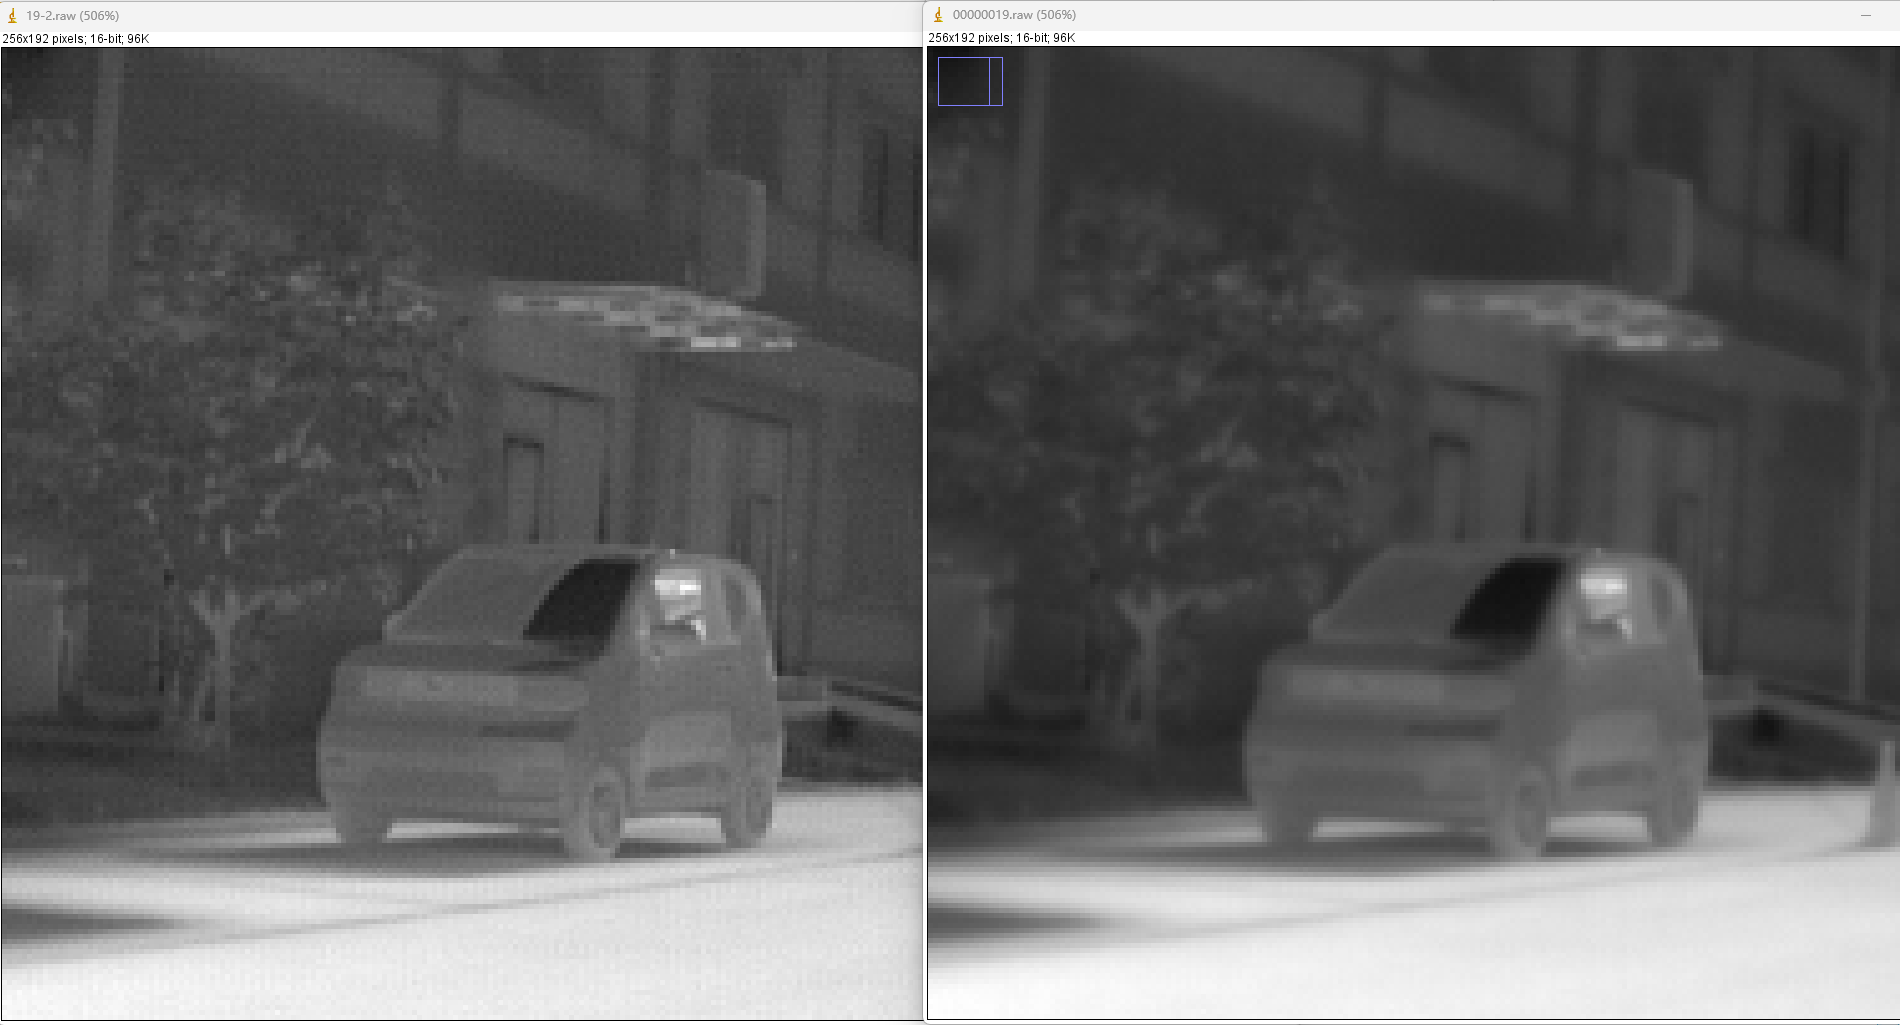 19-2.raw (506%)
256x192 pixels; 16-bit; 96K
00000019.raw (506%)
256x192 pixels; 16-bit; 96K